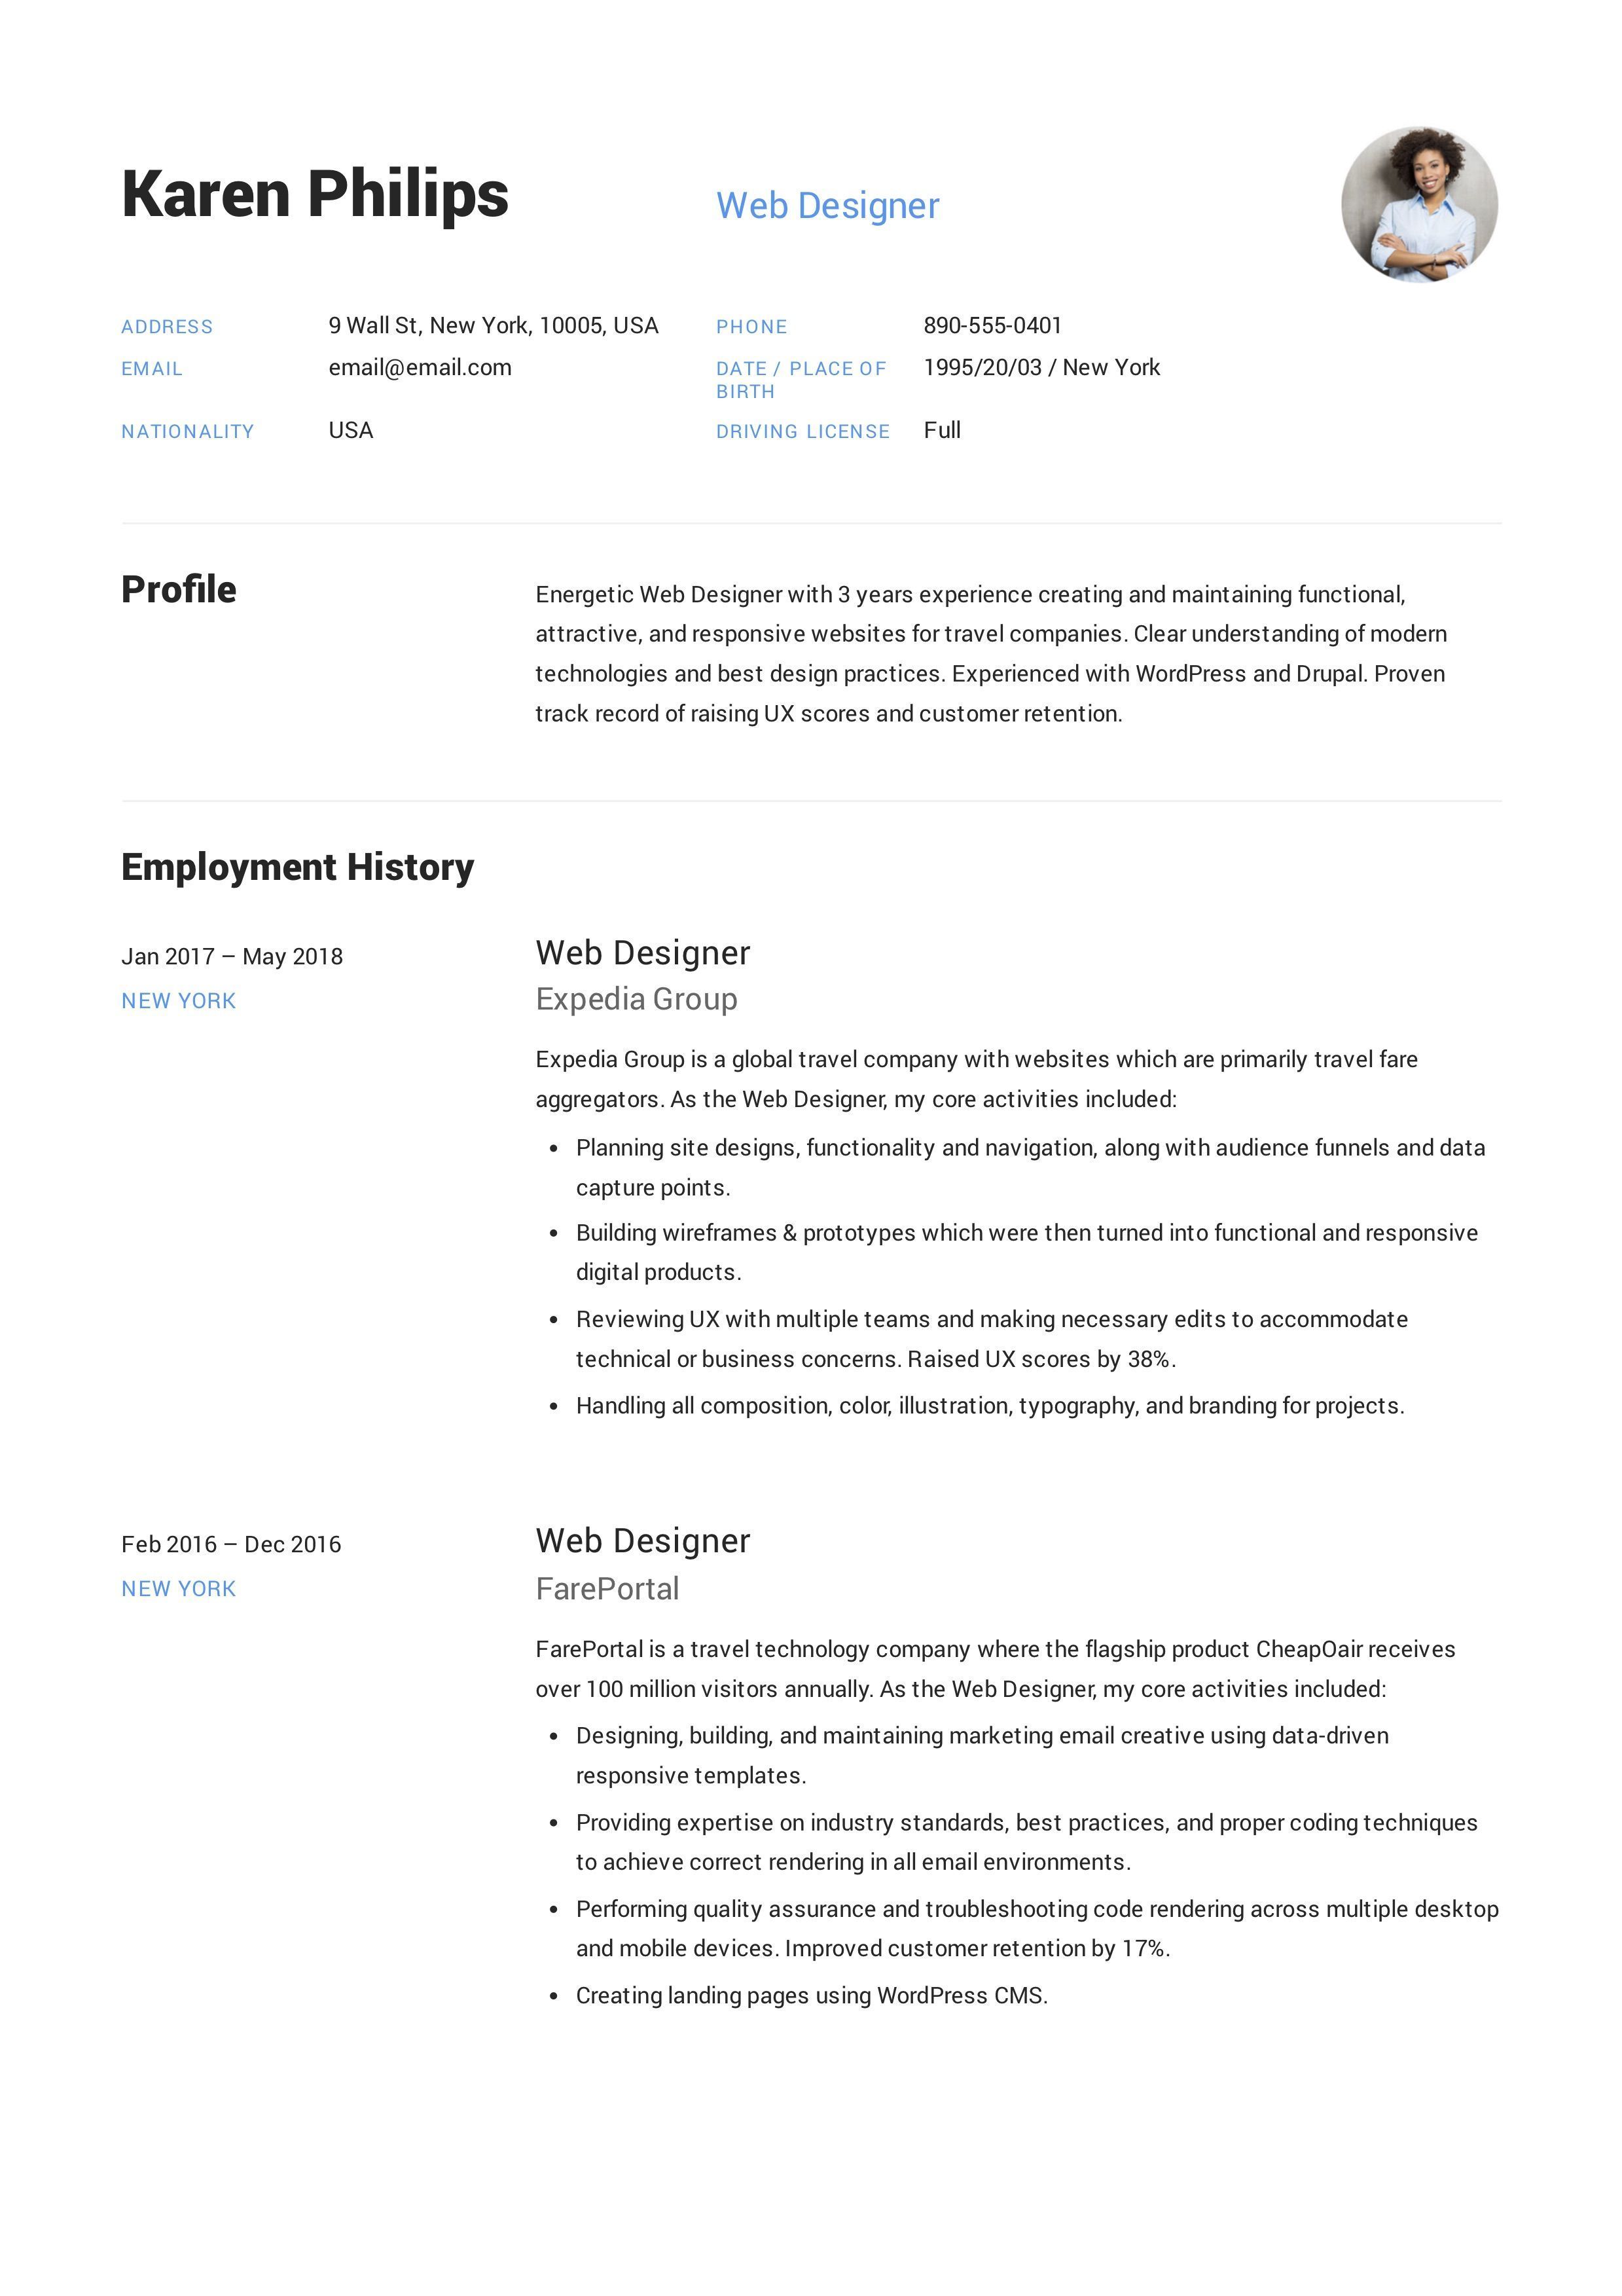 Karen Philips
Web Designer
ADDRESS
9 Wall St, New York, 10005, USA
PHONE
890-555-0401
EMAIL
email@email.com
DATE / PLACE OF
BIRTH
1995/20/03 / New York
NATIONALITY
USA
DRIVING LICENSE
Full
Profile
Energetic Web Designer with 3 years experience creating and maintaining functional,
attractive, and responsive websites for travel companies. Clear understanding of modern
technologies and best design practices. Experienced with WordPress and Drupal. Proven
track record of raising UX scores and customer retention.
Employment History
Jan 2017 – May 2018
NEW YORK
Web Designer
Expedia Group
Expedia Group is a global travel company with websites which are primarily travel fare
aggregators. As the Web Designer, my core activities included:
• Planning site designs, functionality and navigation, along with audience funnels and data
capture points.
• Building wireframes & prototypes which were then turned into functional and responsive
digital products.
• Reviewing UX with multiple teams and making necessary edits to accommodate
technical or business concerns. Raised UX scores by 38%.
• Handling all composition, color, illustration, typography, and branding for projects.
Feb 2016 – Dec 2016
NEW YORK
Web Designer
FarePortal
FarePortal is a travel technology company where the flagship product CheapOair receives
over 100 million visitors annually. As the Web Designer, my core activities included:
• Designing, building, and maintaining marketing email creative using data-driven
responsive templates.
• Providing expertise on industry standards, best practices, and proper coding techniques
to achieve correct rendering in all email environments.
• Performing quality assurance and troubleshooting code rendering across multiple desktop
and mobile devices. Improved customer retention by 17%.
• Creating landing pages using WordPress CMS.